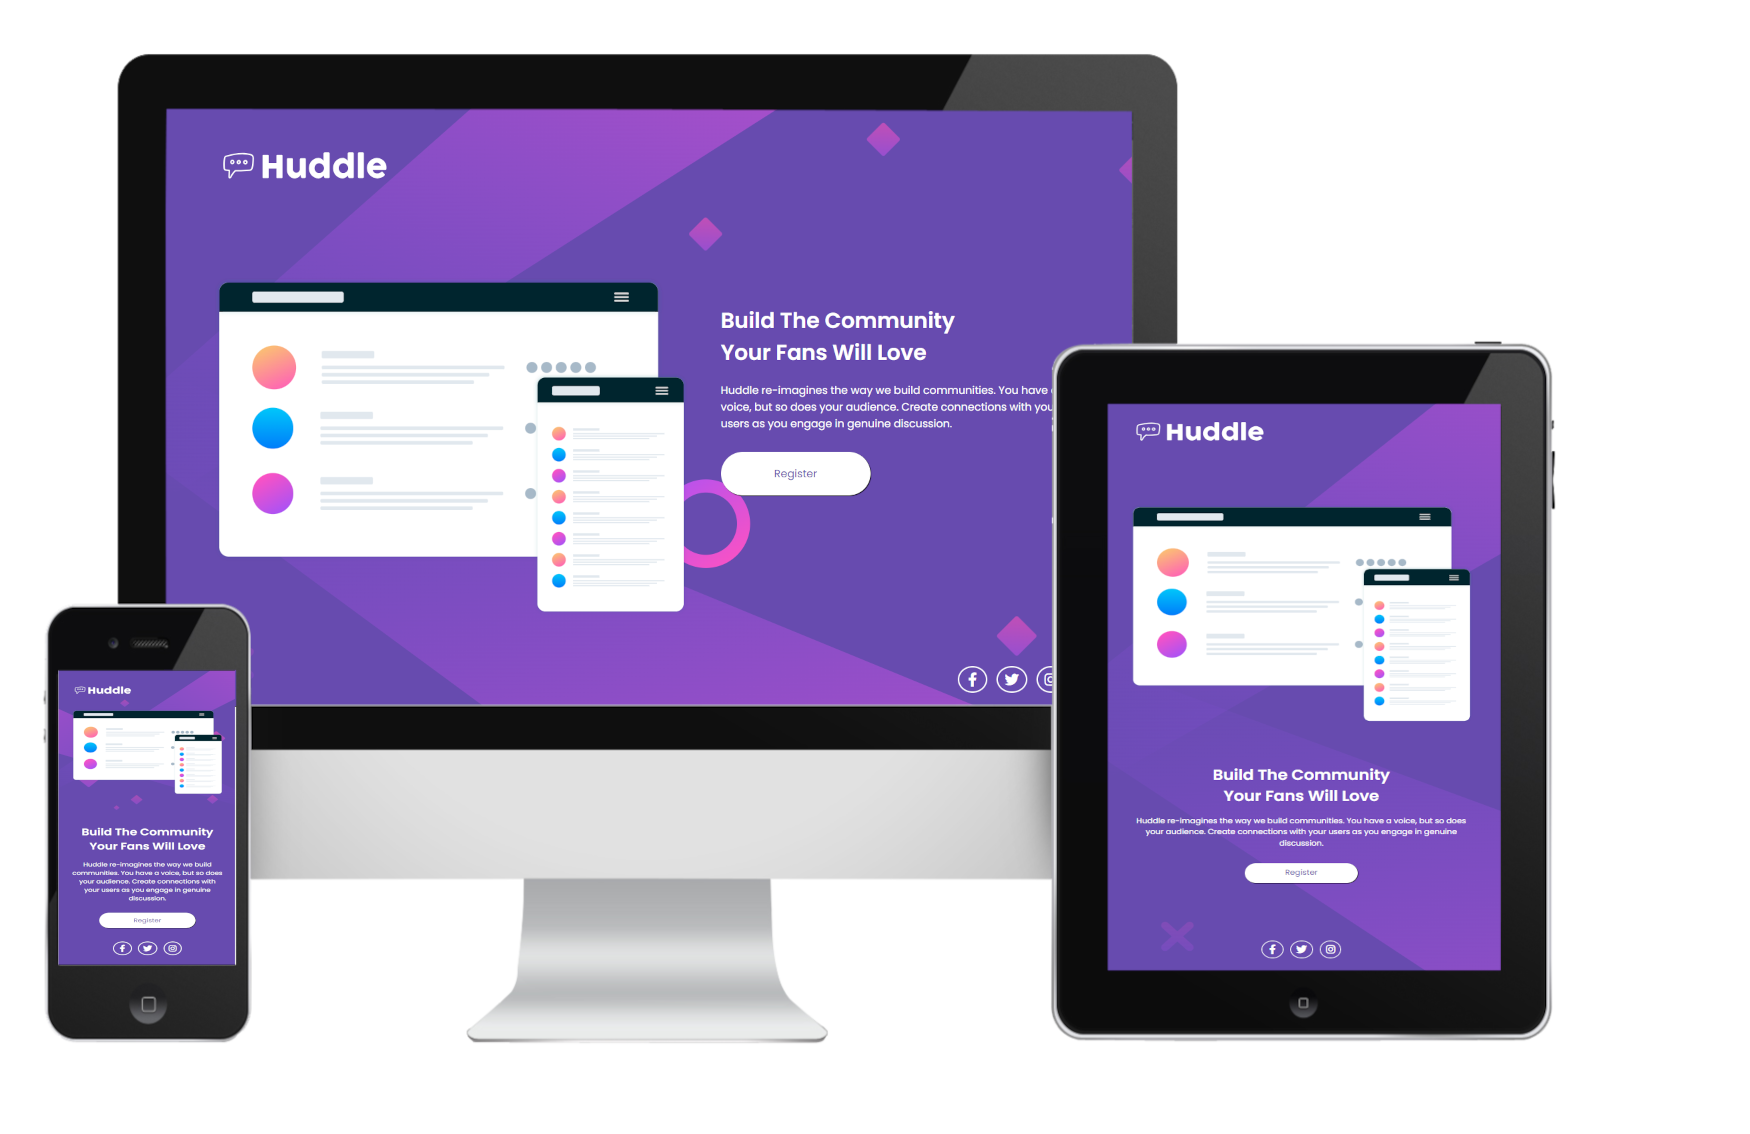 Huddle
Build The Community
Your Fans Will Love
Huddle re-imagines the way we build communities. You have
voice, but so does your audience. Create connections with you
users as you engage in genuine discussion.
Register
Huddle
Build The Community
Your Fans Will Love
Huddle re-imagines the way we build
communities. You have a voice, but so does
your audience. Create connections with
your users as you engage in genuine
discussion.
Register
Huddle
Build The Community
Your Fans Will Love
Huddle re-imagines the way we build communities. You have a voice, but so does
your audience. Create connections with your users as you engage in genuine
discussion.
Register